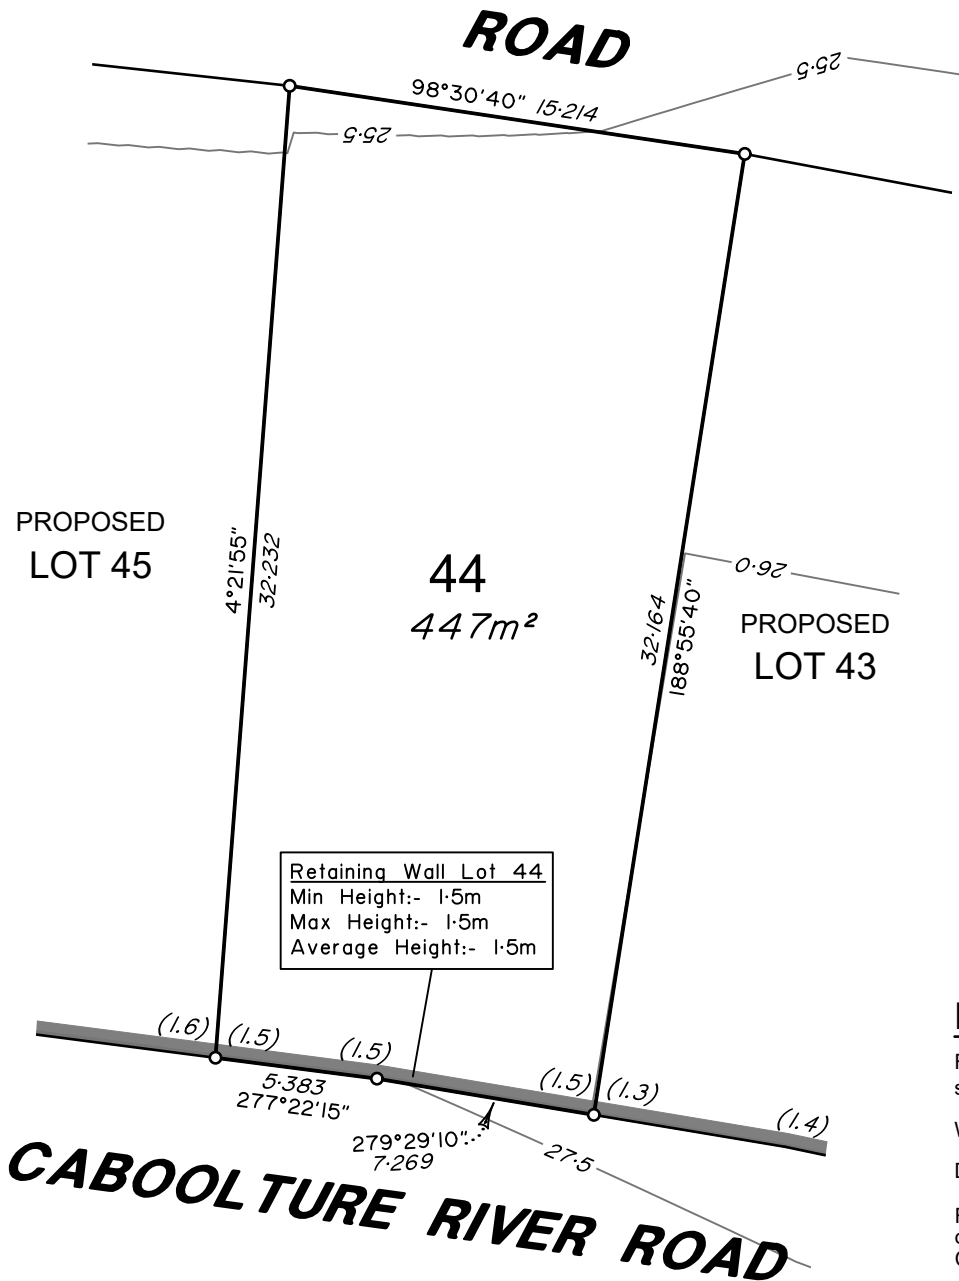 ROAD
25·5
98°30'40" 15·214
25·5
PROPOSED
LOT 45
4°21'55"
32·232
44
447m²
26·0
32·164
188°55'40"
PROPOSED
LOT 43
Retaining Wall Lot 44
Min Height:- 1·5m
Max Height:- 1·5m
Average Height:- 1·5m
(1.6) (1.5) (1.5) (1.5) (1.3) (1.4)
5·383
277°22'15"
279°29'10"
7·269
27·5
CABOOLTURE RIVER ROAD